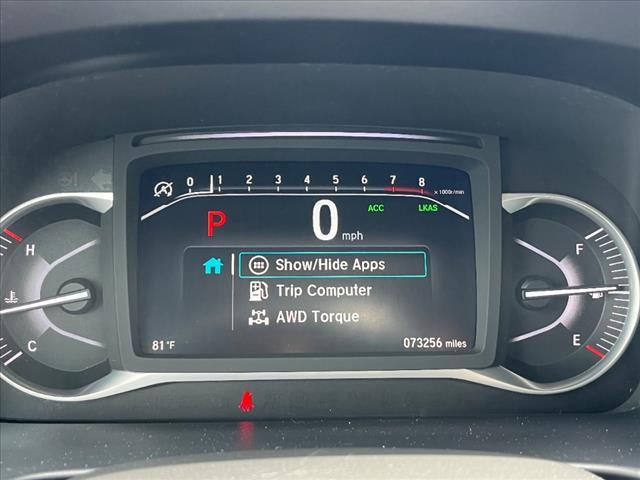 0 1 2 3 4 5 6 7 8 x 1000r/min
P 0 mph ACC LKAS
H
C
Show/Hide Apps
Trip Computer
AWD Torque
81°F
073256 miles
F
E